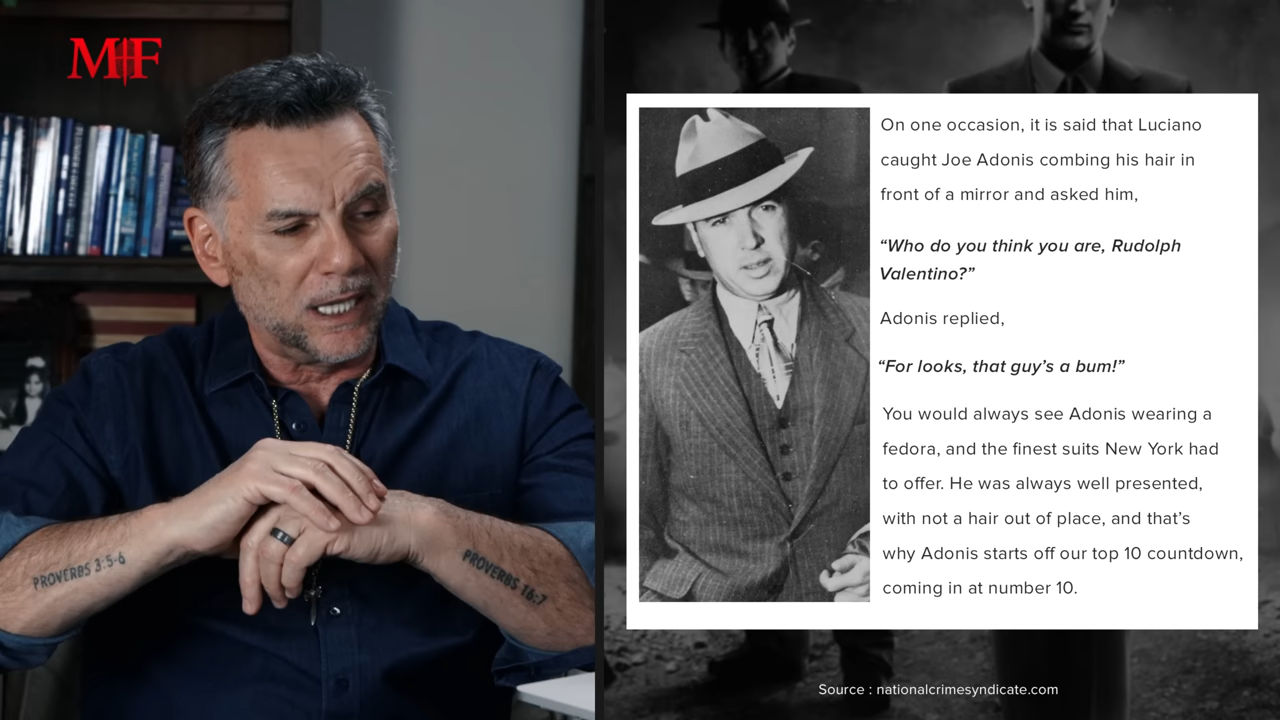 MF
PROVERBS 3:5-6
PROVERBS 16:7
On one occasion, it is said that Luciano
caught Joe Adonis combing his hair in
front of a mirror and asked him,
“Who do you think you are, Rudolph
Valentino?”
Adonis replied,
“For looks, that guy’s a bum!”
You would always see Adonis wearing a
fedora, and the finest suits New York had
to offer. He was always well presented,
with not a hair out of place, and that’s
why Adonis starts off our top 10 countdown,
coming in at number 10.
Source : nationalcrimesyndicate.com